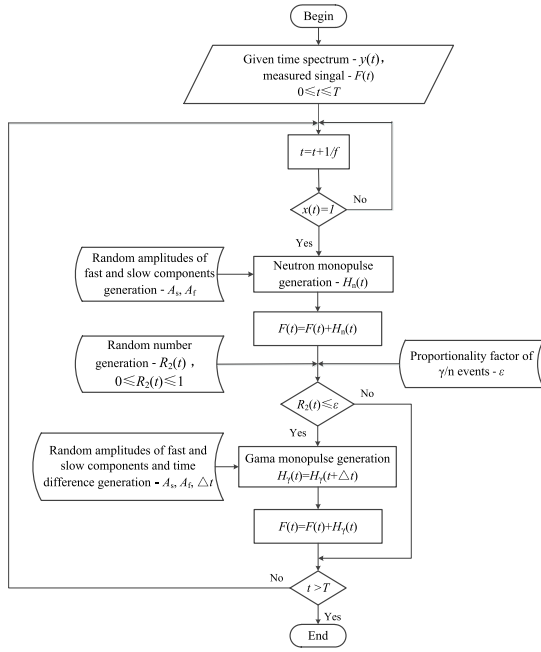 Begin
Given time spectrum - y(t),
measured singal - F(t)
0≤t≤T
t=t+1/f
x(t)=1
No
Yes
Random amplitudes of
fast and slow components
generation - Aₛ, A_f
Neutron monopulse
generation - Hₙ(t)
F(t)=F(t)+Hₙ(t)
Random number
generation - R₂(t) ,
0≤R₂(t)≤1
Proportionality factor of
γ/n events - ε
R₂(t)≤ε
No
Yes
Random amplitudes of fast and
slow components and time
difference generation - Aₛ, A_f, △t
Gama monopulse generation
Hᵧ(t)=Hᵧ(t+△t)
F(t)=F(t)+Hᵧ(t)
No
t >T
Yes
End